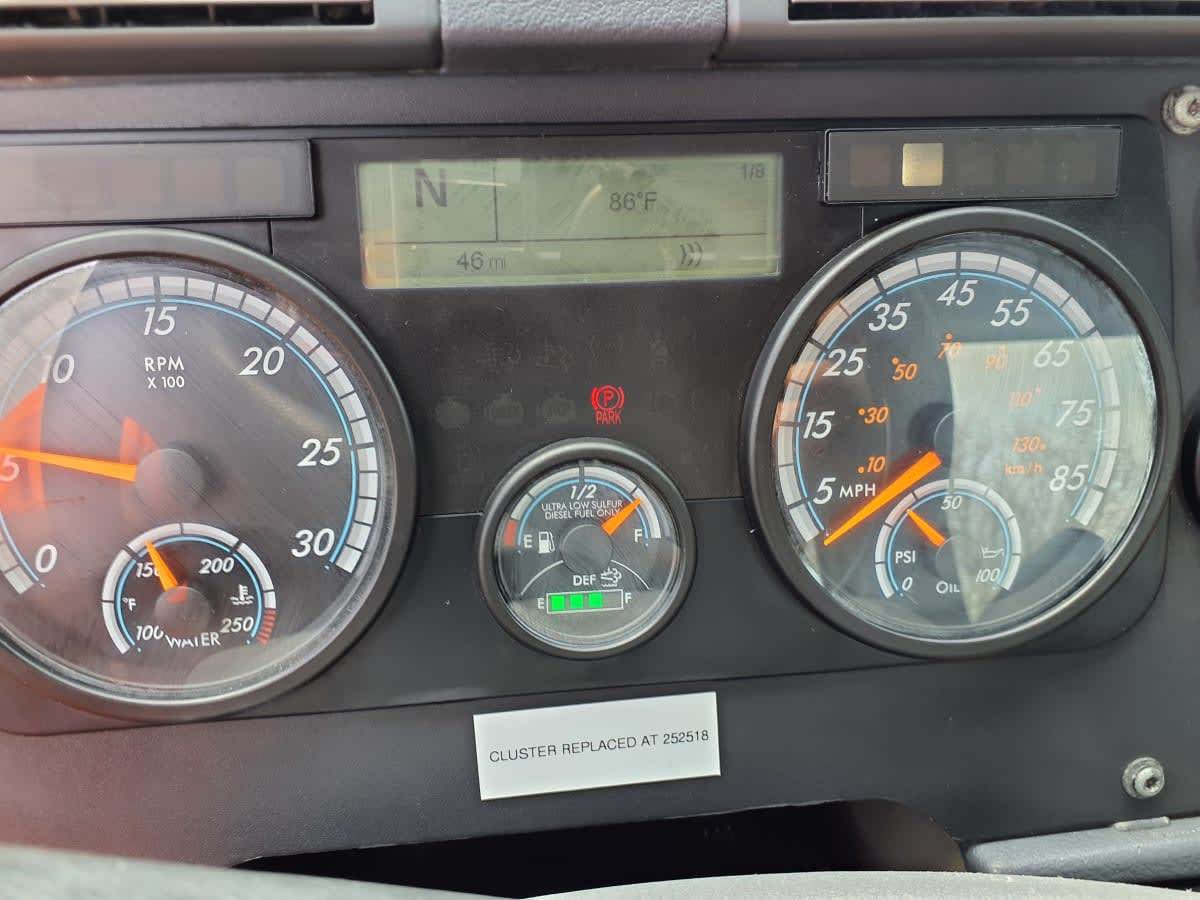 N
86°F
1/8
46 mi
10
15
20
25
30
5
0
RPM
X 100
150
200
°F
100
250
WATER
PARK
P
1/2
ULTRA LOW SULFUR
DIESEL FUEL ONLY
E
F
DEF
E
F
5
15
25
35
45
55
65
75
85
MPH
10
30
50
70
90
110
130
km/h
50
PSI
0
OIL
100
CLUSTER REPLACED AT 252518